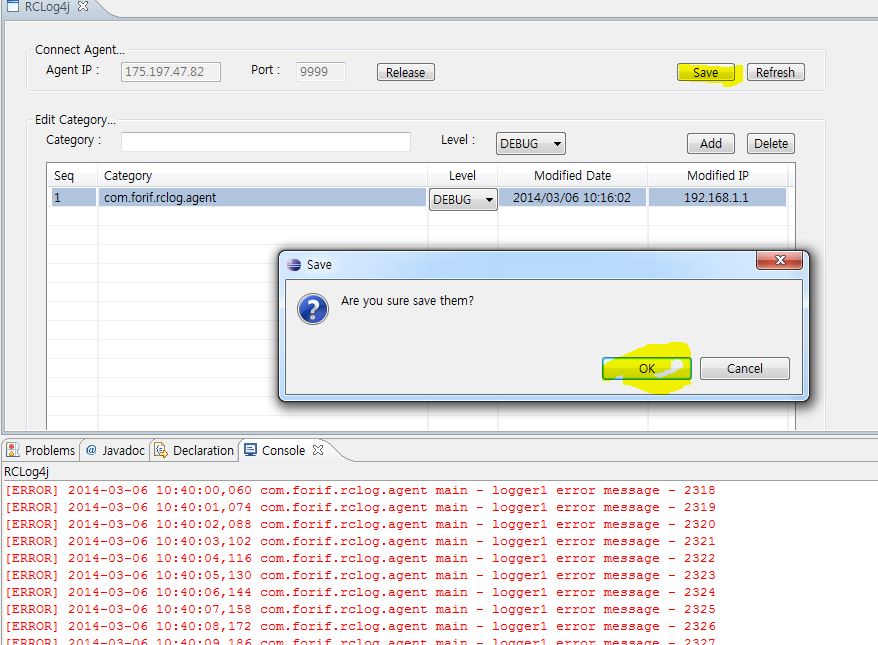 RCLog4j
Connect Agent...
Agent IP : 175.197.47.82 Port : 9999 Release Save Refresh
Edit Category...
Category : Level : DEBUG Add Delete
Seq Category Level Modified Date Modified IP
1 com.forif.rclog.agent DEBUG 2014/03/06 10:16:02 192.168.1.1
Save
Are you sure save them?
OK Cancel
Problems @ Javadoc Declaration Console
RCLog4j
[ERROR] 2014-03-06 10:40:00,060 com.forif.rclog.agent main - logger1 error message - 2318
[ERROR] 2014-03-06 10:40:01,074 com.forif.rclog.agent main - logger1 error message - 2319
[ERROR] 2014-03-06 10:40:02,088 com.forif.rclog.agent main - logger1 error message - 2320
[ERROR] 2014-03-06 10:40:03,102 com.forif.rclog.agent main - logger1 error message - 2321
[ERROR] 2014-03-06 10:40:04,116 com.forif.rclog.agent main - logger1 error message - 2322
[ERROR] 2014-03-06 10:40:05,130 com.forif.rclog.agent main - logger1 error message - 2323
[ERROR] 2014-03-06 10:40:06,144 com.forif.rclog.agent main - logger1 error message - 2324
[ERROR] 2014-03-06 10:40:07,158 com.forif.rclog.agent main - logger1 error message - 2325
[ERROR] 2014-03-06 10:40:08,172 com.forif.rclog.agent main - logger1 error message - 2326
[ERROR] 2014-03-06 10:40:09,186 com.forif.rclog.agent main - logger1 error message - 2327